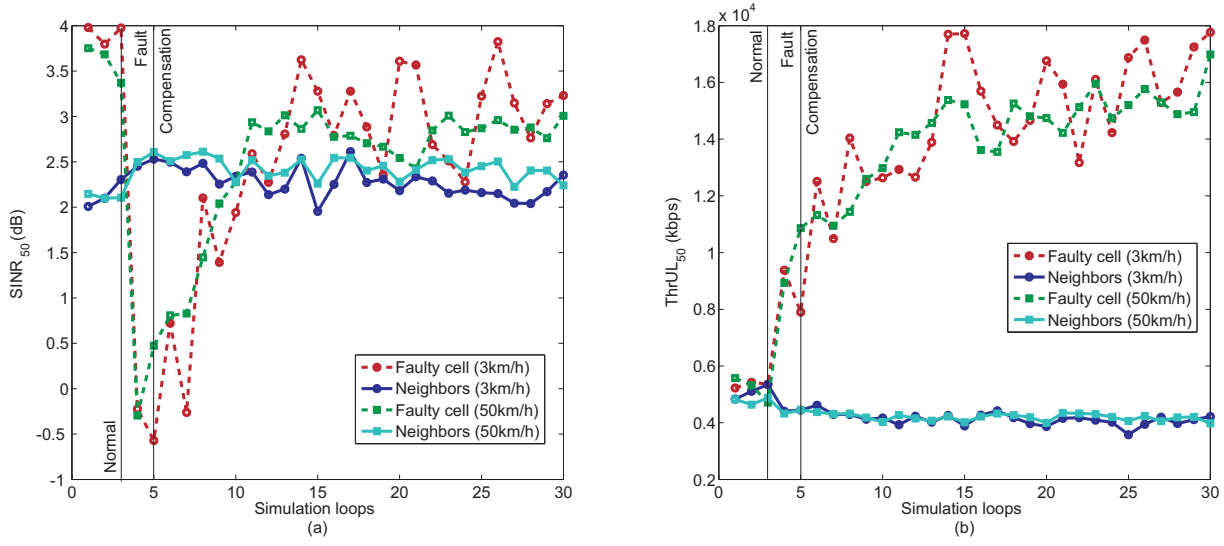 4
3.5
3
2.5
2
1.5
1
0.5
0
-0.5
-1
SINR50 (dB)
Normal
Fault
Compensation
Faulty cell (3km/h)
Neighbors (3km/h)
Faulty cell (50km/h)
Neighbors (50km/h)
0 5 10 15 20 25 30
Simulation loops
(a)
x 10^4
1.8
1.6
1.4
1.2
1
0.8
0.6
0.4
0.2
ThrUL50 (kbps)
Normal
Fault
Compensation
Faulty cell (3km/h)
Neighbors (3km/h)
Faulty cell (50km/h)
Neighbors (50km/h)
0 5 10 15 20 25 30
Simulation loops
(b)